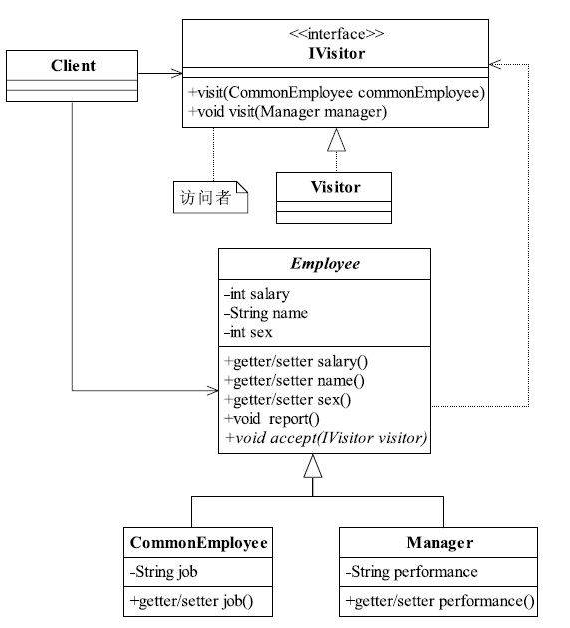 Client
<<interface>>
IVisitor
+visit(CommonEmployee commonEmployee)
+void visit(Manager manager)
访问者
Visitor
Employee
-int salary
-String name
-int sex
+getter/setter salary()
+getter/setter name()
+getter/setter sex()
+void report()
+void accept(IVisitor visitor)
CommonEmployee
-String job
+getter/setter job()
Manager
-String performance
+getter/setter performance()